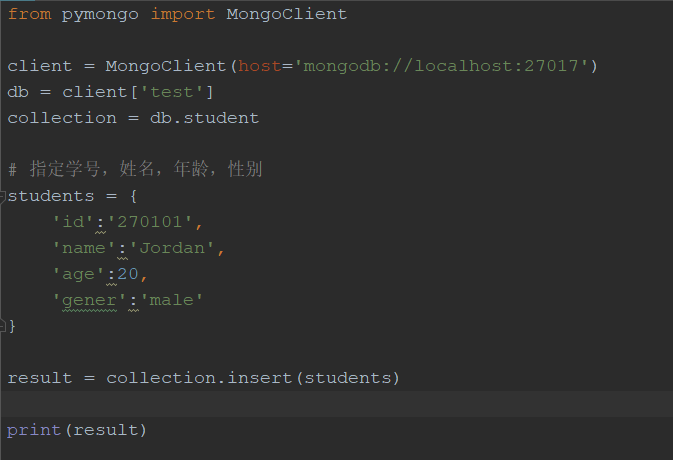 from pymongo import MongoClient
client = MongoClient(host='mongodb://localhost:27017')
db = client['test']
collection = db.student
# 指定学号，姓名，年龄，性别
students = {
    'id':'270101',
    'name':'Jordan',
    'age':20,
    'gener':'male'
}
result = collection.insert(students)
print(result)